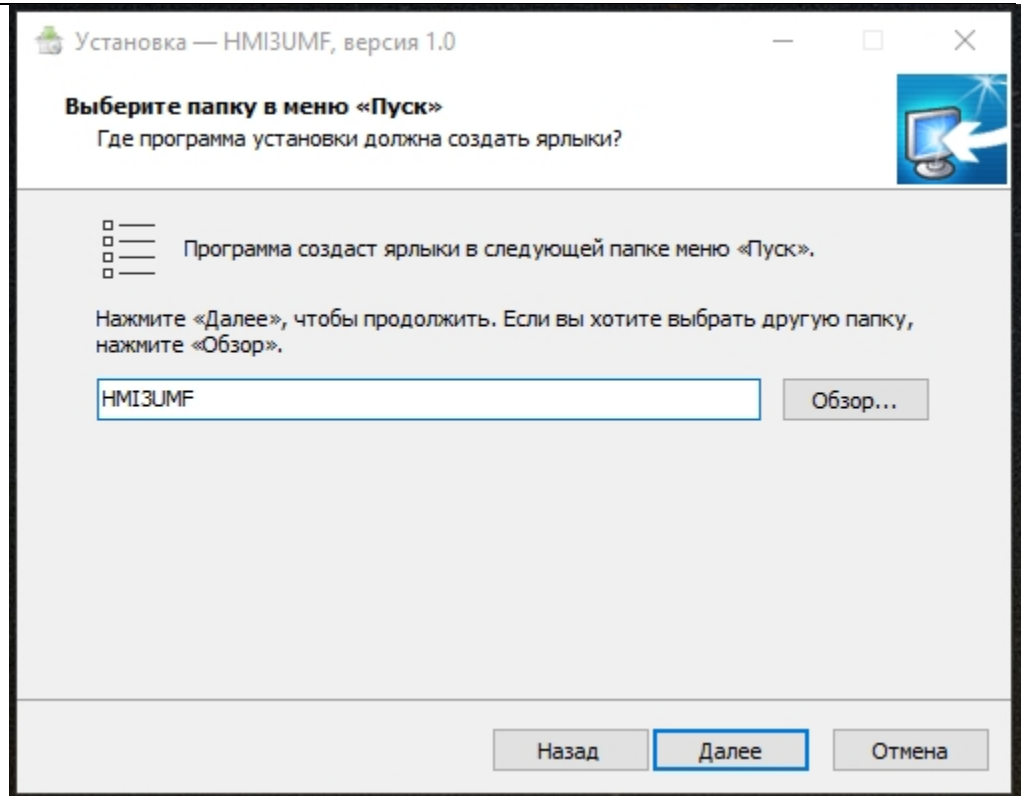 Установка — HMI3UMF, версия 1.0
Выберите папку в меню «Пуск»
Где программа установки должна создать ярлыки?
Программа создаст ярлыки в следующей папке меню «Пуск».
Нажмите «Далее», чтобы продолжить. Если вы хотите выбрать другую папку,
нажмите «Обзор».
HMI3UMF
Обзор...
Назад
Далее
Отмена